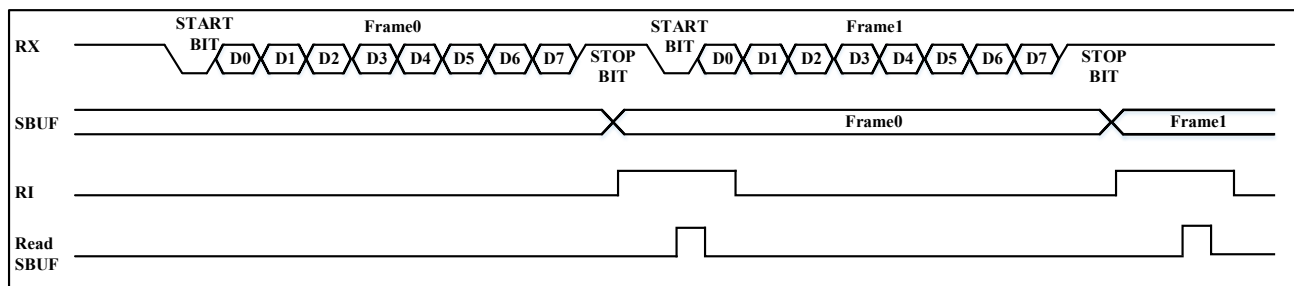 START
BIT
Frame0
START
BIT
Frame1
RX
D0 D1 D2 D3 D4 D5 D6 D7
STOP
BIT
D0 D1 D2 D3 D4 D5 D6 D7
STOP
BIT
SBUF
Frame0
Frame1
RI
Read
SBUF